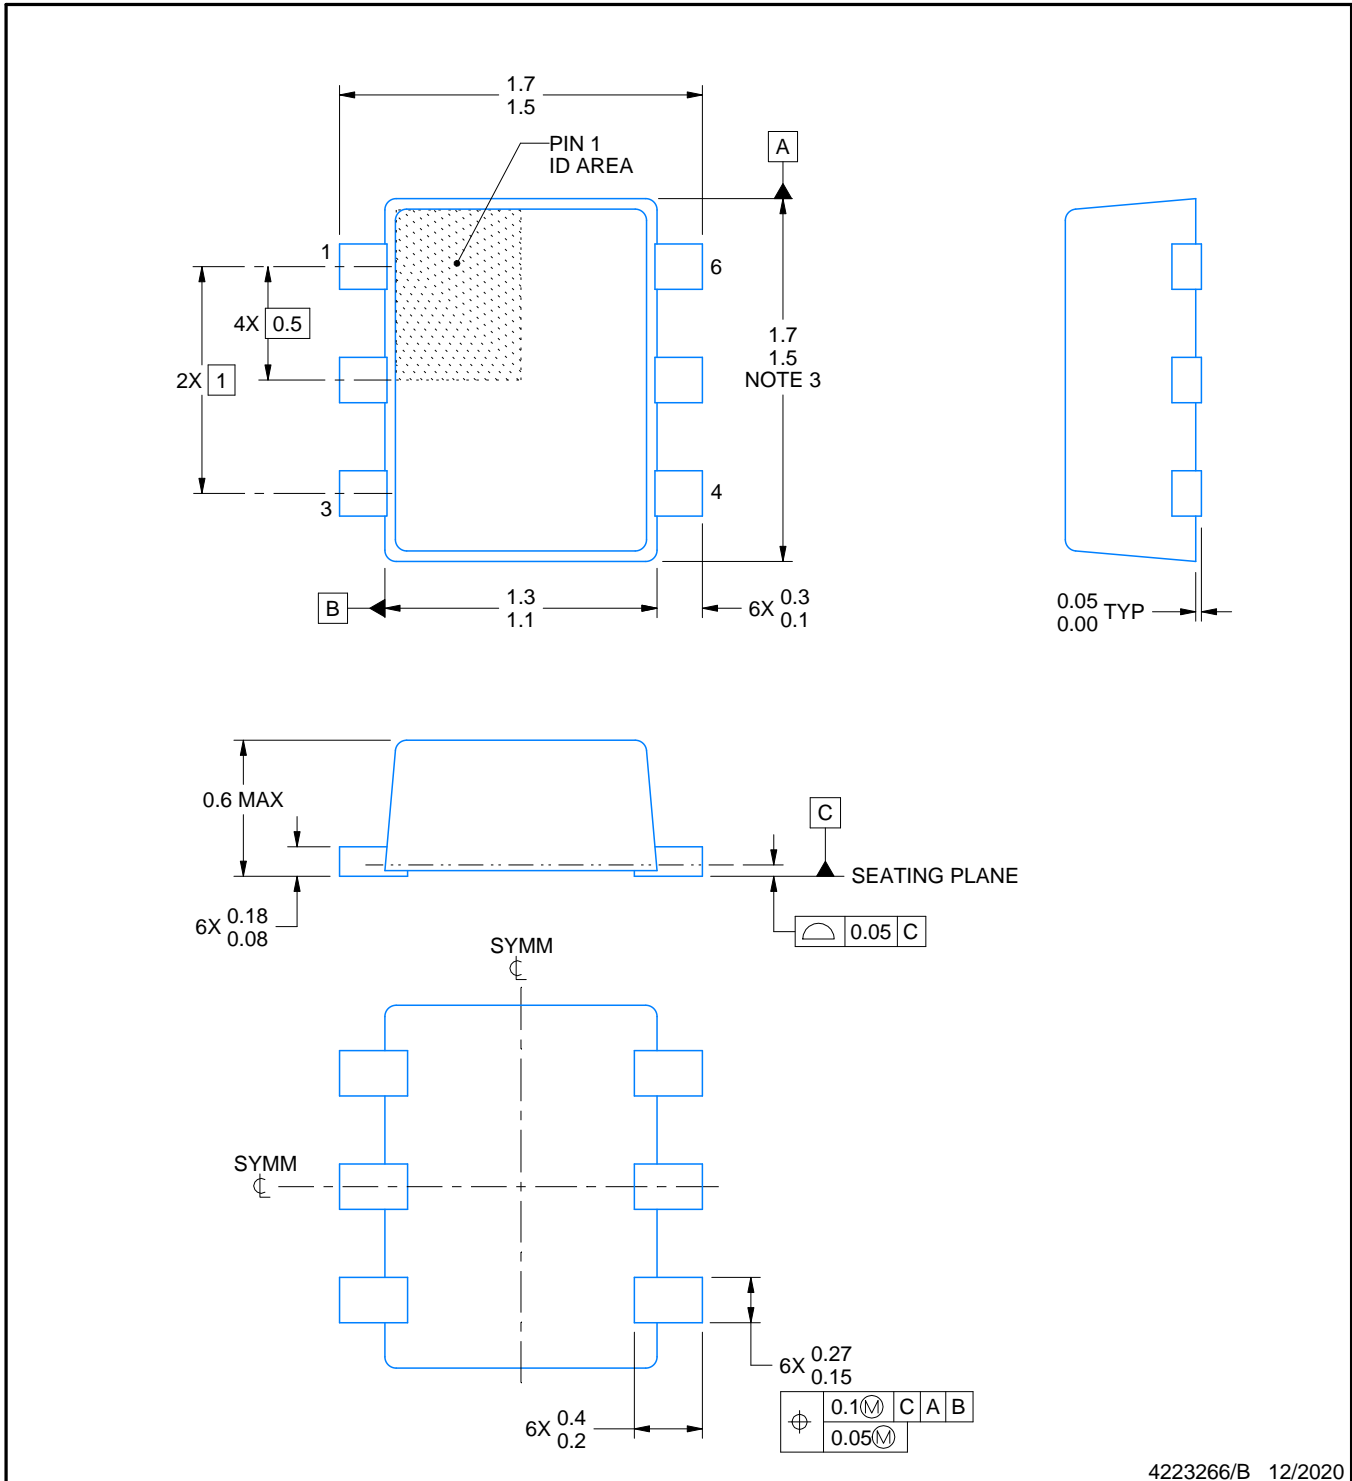 1.7
1.5
PIN 1
ID AREA
A
1
6
4X 0.5
1.7
1.5
NOTE 3
2X 1
3
4
B
1.3
1.1
6X 0.3
0.1
0.05
0.00 TYP
0.6 MAX
C
SEATING PLANE
6X 0.18
0.08
0.05 C
SYMM
SYMM
6X 0.27
0.15
0.1Ⓜ C A B
0.05Ⓜ
6X 0.4
0.2
4223266/B 12/2020